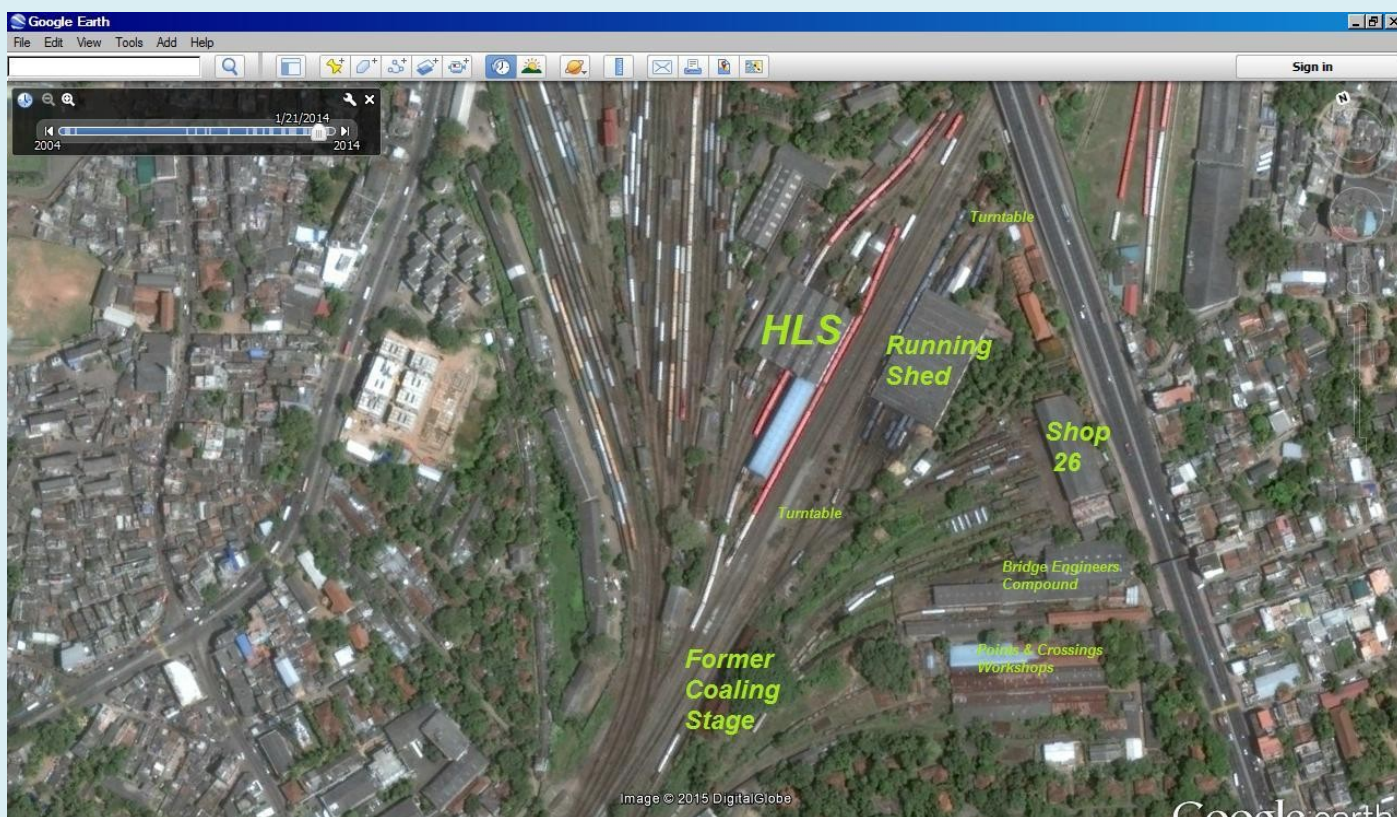 Google Earth
File Edit View Tools Add Help
Sign in
1/21/2014
2004 2014
N
Turntable
HLS
Running
Shed
Shop
26
Turntable
Bridge Engineers
Compound
Points & Crossings
Workshops
Former
Coaling
Stage
Image © 2015 DigitalGlobe
Google earth